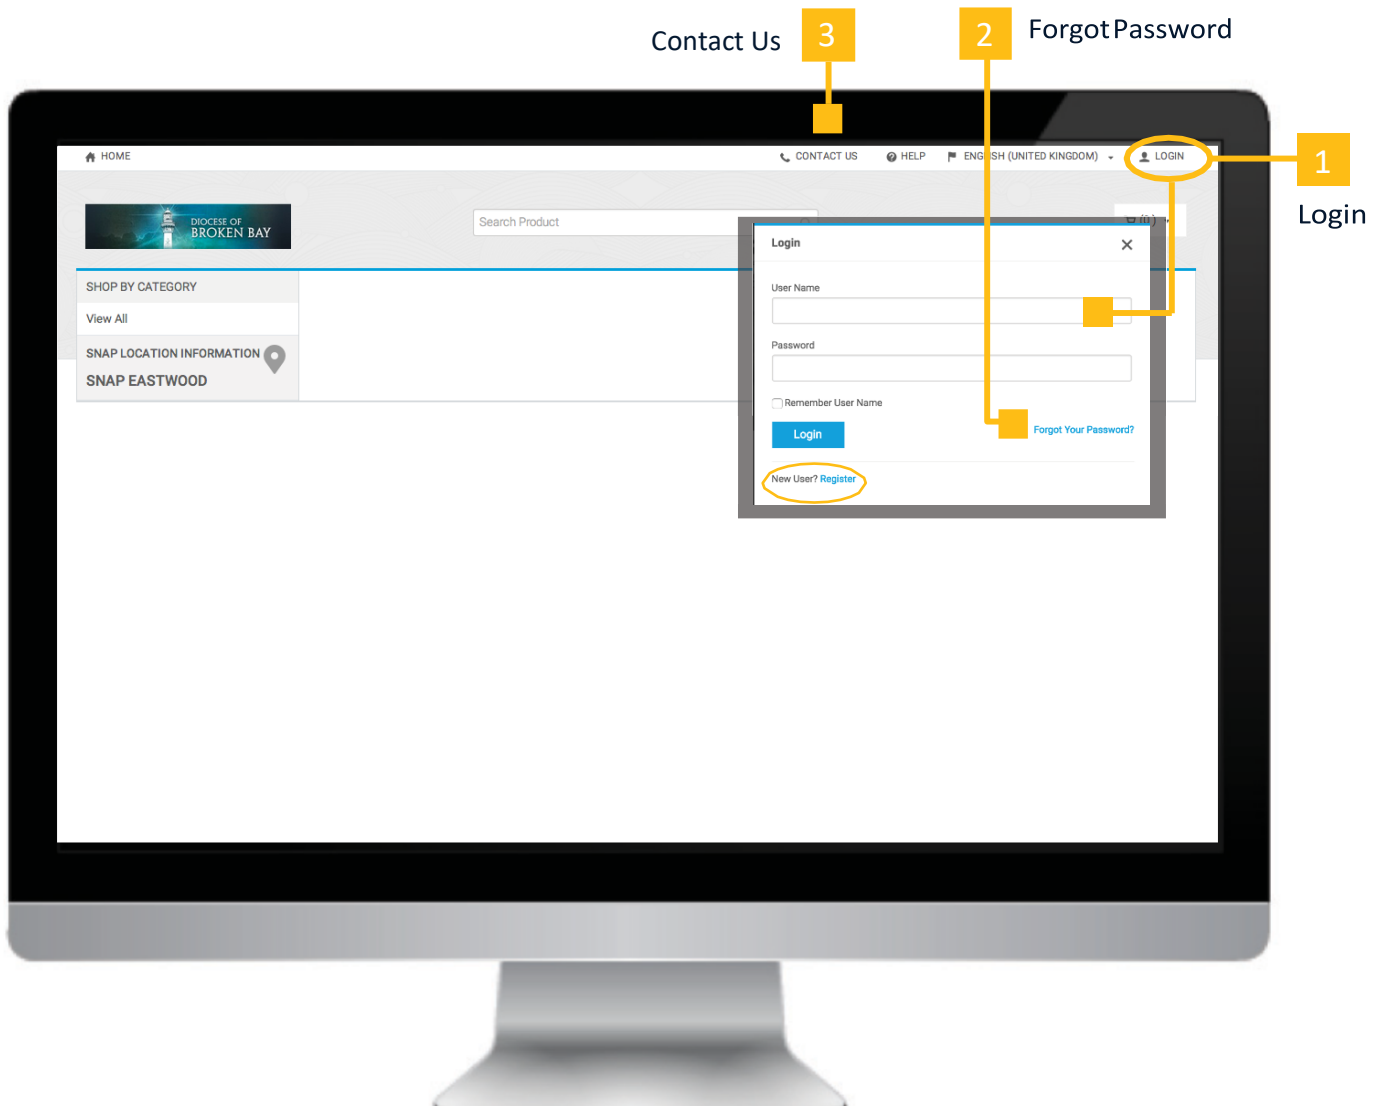 Contact Us
3
2
Forgot Password
HOME
CONTACT US
HELP
ENGLISH (UNITED KINGDOM)
LOGIN
1
Login
DIOCESE OF
BROKEN BAY
Search Product
(0)
Login
SHOP BY CATEGORY
User Name
View All
Password
SNAP LOCATION INFORMATION
SNAP EASTWOOD
Remember User Name
Login
Forgot Your Password?
New User? Register